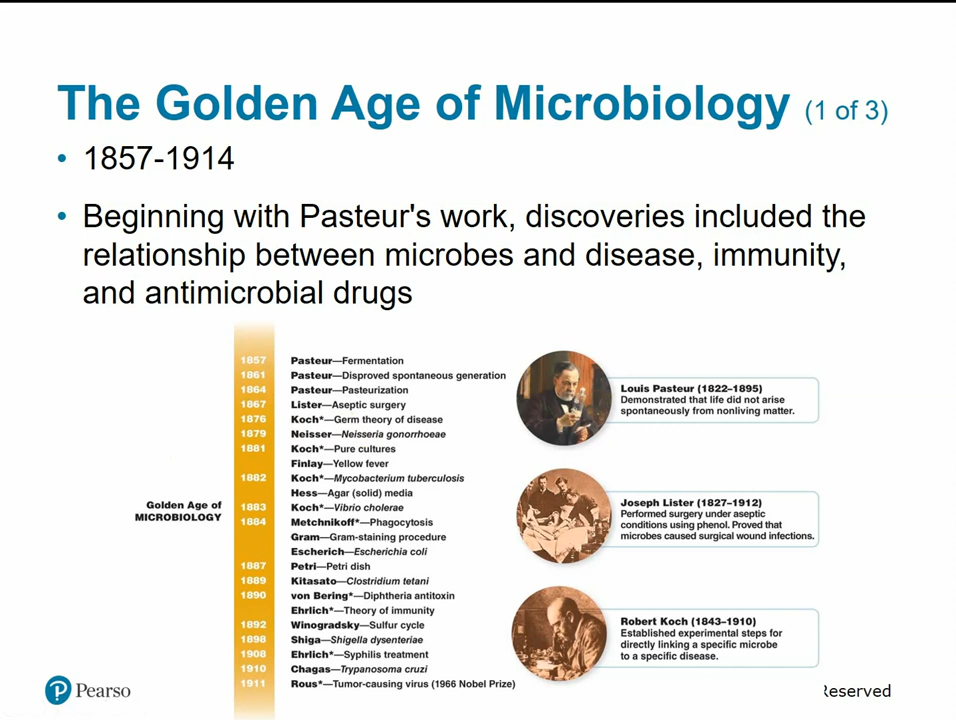 The Golden Age of Microbiology (1 of 3)
• 1857-1914
• Beginning with Pasteur's work, discoveries included the
relationship between microbes and disease, immunity,
and antimicrobial drugs
Golden Age of
MICROBIOLOGY
1857 Pasteur—Fermentation
1861 Pasteur—Disproved spontaneous generation
1864 Pasteur—Pasteurization
1867 Lister—Aseptic surgery
1876 Koch*—Germ theory of disease
1879 Neisser—Neisseria gonorrhoeae
1881 Koch*—Pure cultures
Finlay—Yellow fever
1882 Koch*—Mycobacterium tuberculosis
Hess—Agar (solid) media
1883 Koch*—Vibrio cholerae
1884 Metchnikoff*—Phagocytosis
Gram—Gram-staining procedure
Escherich—Escherichia coli
1887 Petri—Petri dish
1889 Kitasato—Clostridium tetani
1890 von Bering*—Diphtheria antitoxin
Ehrlich*—Theory of immunity
1892 Winogradsky—Sulfur cycle
1898 Shiga—Shigella dysenteriae
1908 Ehrlich*—Syphilis treatment
1910 Chagas—Trypanosoma cruzi
1911 Rous*—Tumor-causing virus (1966 Nobel Prize)
Louis Pasteur (1822–1895)
Demonstrated that life did not arise
spontaneously from nonliving matter.
Joseph Lister (1827–1912)
Performed surgery under aseptic
conditions using phenol. Proved that
microbes caused surgical wound infections.
Robert Koch (1843–1910)
Established experimental steps for
directly linking a specific microbe
to a specific disease.
P Pearson
Reserved